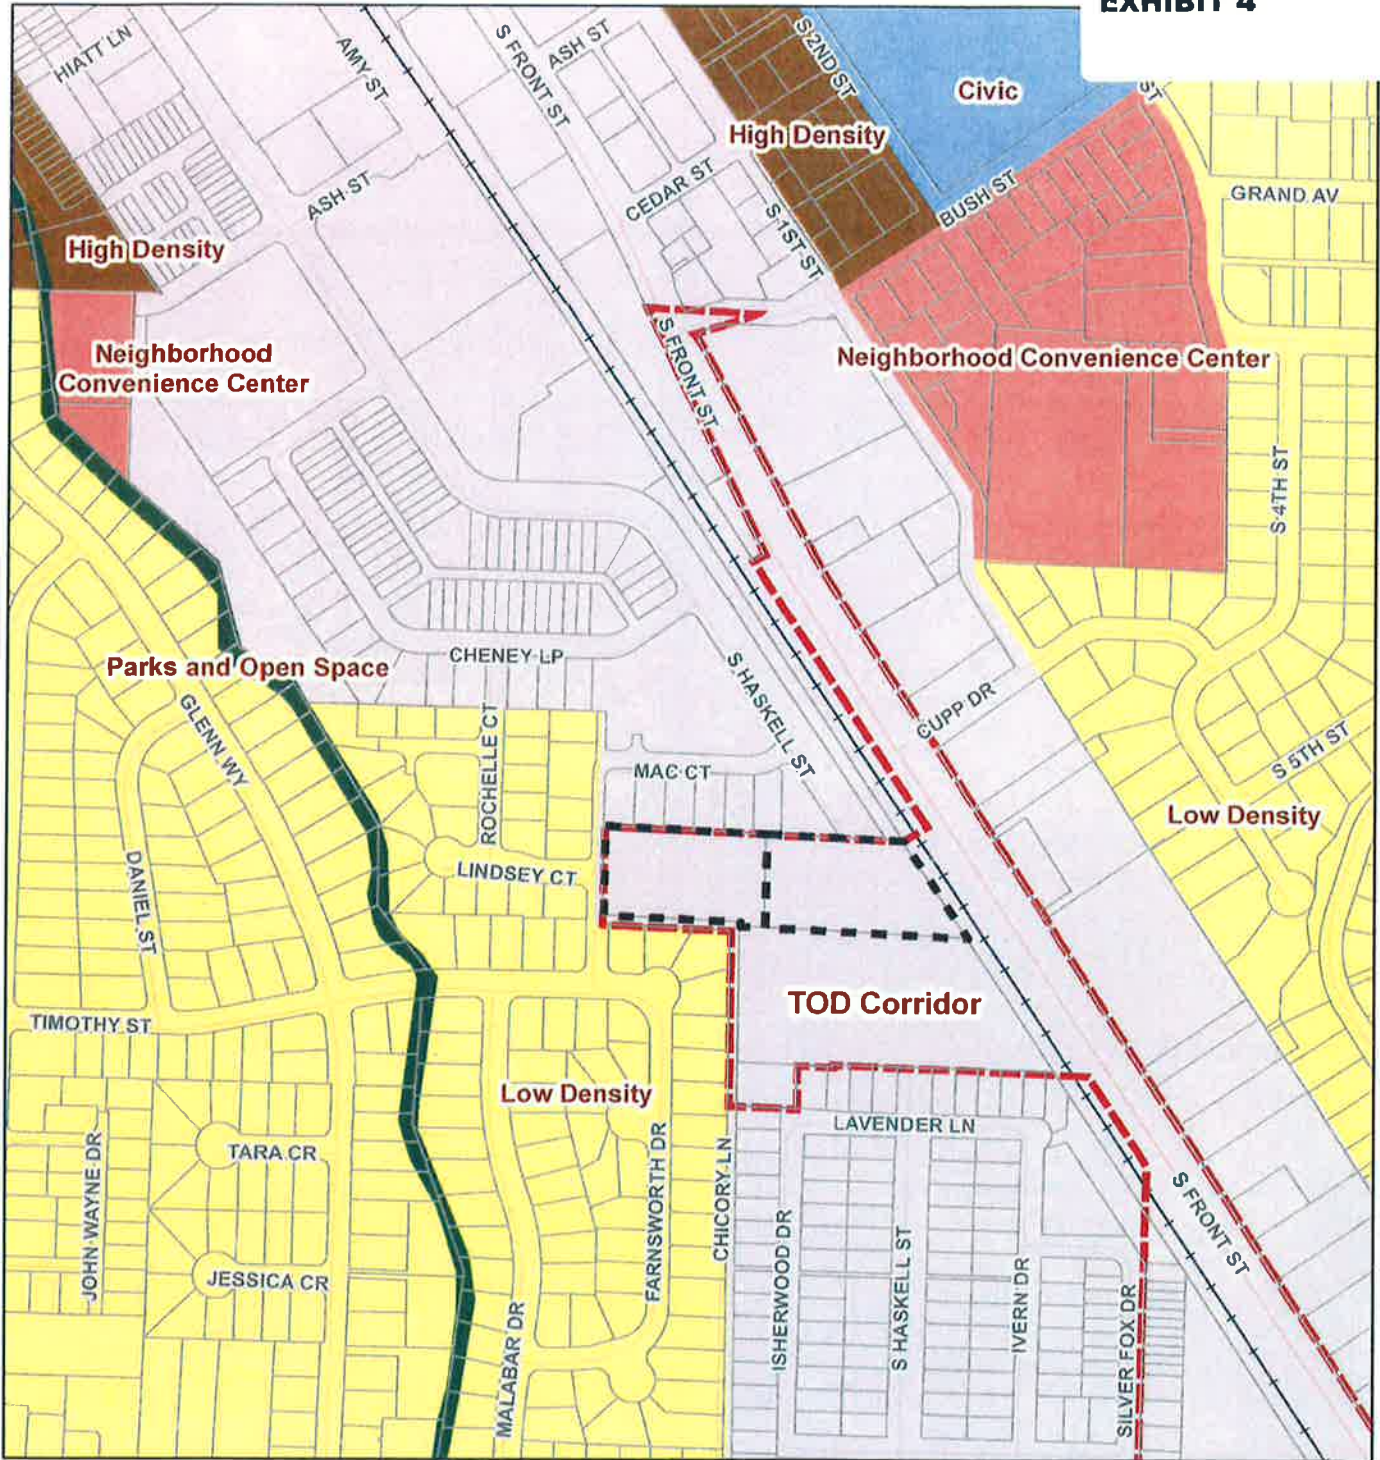 EXHIBIT 4
HIATT LN
AMY ST
S FRONT ST
ASH ST
S 2ND ST
Civic
ST
High Density
GRAND AV
ASH ST
CEDAR ST
BUSH ST
S 1ST ST
High Density
Neighborhood
Convenience Center
S FRONT ST
Neighborhood Convenience Center
S 4TH ST
CHENEY LP
Parks and Open Space
S HASKELL ST
CUPP DR
GLENN WY
ROCHELLE CT
MAC CT
S 5TH ST
Low Density
DANIEL ST
LINDSEY CT
TOD Corridor
TIMOTHY ST
Low Density
LAVENDER LN
JOHN WAYNE DR
TARA CR
FARNSWORTH DR
CHICORY LN
S FRONT ST
JESSICA CR
ISHERWOOD DR
S HASKELL ST
IVERN DR
SILVER FOX DR
MALABAR DR